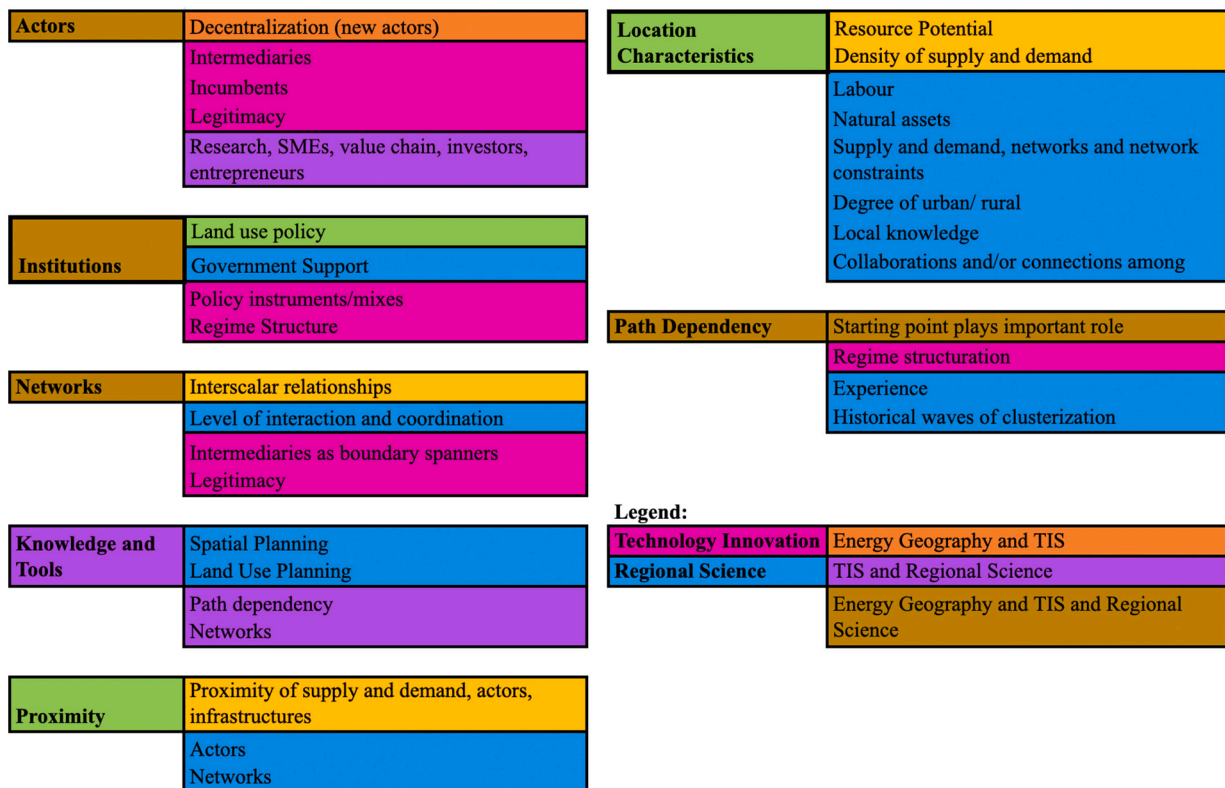 Actors
Decentralization (new actors)
Intermediaries
Incumbents
Legitimacy
Research, SMEs, value chain, investors,
entrepreneurs
Institutions
Land use policy
Government Support
Policy instruments/mixes
Regime Structure
Networks
Interscalar relationships
Level of interaction and coordination
Intermediaries as boundary spanners
Legitimacy
Knowledge and
Tools
Spatial Planning
Land Use Planning
Path dependency
Networks
Proximity
Proximity of supply and demand, actors,
infrastructures
Actors
Networks
Location
Characteristics
Resource Potential
Density of supply and demand
Labour
Natural assets
Supply and demand, networks and network
constraints
Degree of urban/ rural
Local knowledge
Collaborations and/or connections among
Path Dependency
Starting point plays important role
Regime structuration
Experience
Historical waves of clusterization
Legend:
Technology Innovation
Energy Geography and TIS
Regional Science
TIS and Regional Science
Energy Geography and TIS and Regional
Science